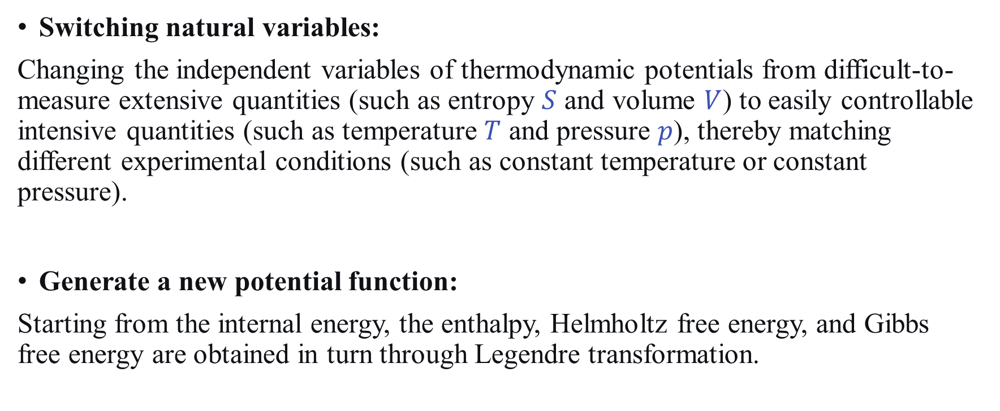 • Switching natural variables:
Changing the independent variables of thermodynamic potentials from difficult-to-
measure extensive quantities (such as entropy S and volume V) to easily controllable
intensive quantities (such as temperature T and pressure p), thereby matching
different experimental conditions (such as constant temperature or constant
pressure).
• Generate a new potential function:
Starting from the internal energy, the enthalpy, Helmholtz free energy, and Gibbs
free energy are obtained in turn through Legendre transformation.